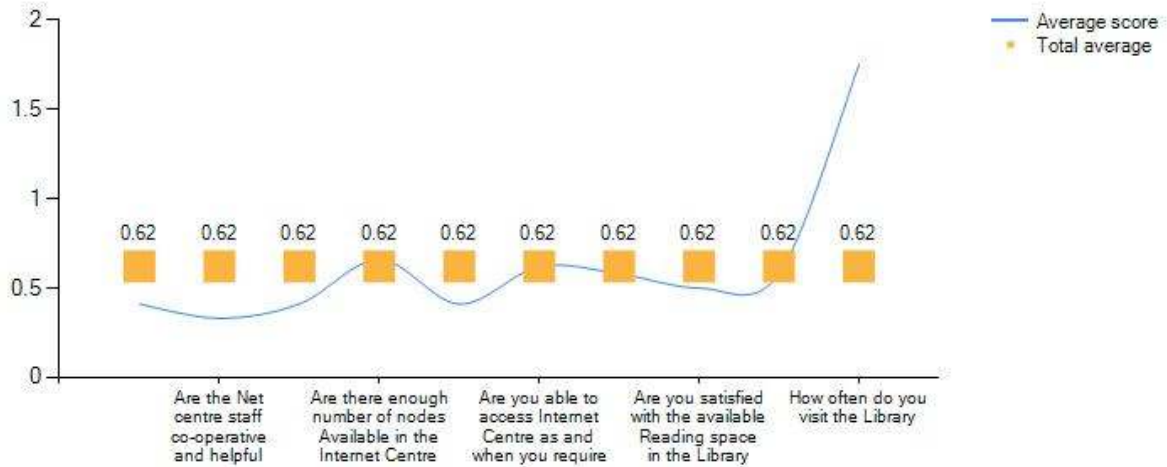 2
Average score
Total average
1.5
1
0.62 0.62 0.62 0.62 0.62 0.62 0.62 0.62 0.62 0.62
0.5
0
Are the Net
centre staff
co-operative
and helpful
Are there enough
number of nodes
Available in the
Internet Centre
Are you able to
access Internet
Centre as and
when you require
Are you satisfied
with the available
Reading space
in the Library
How often do you
visit the Library